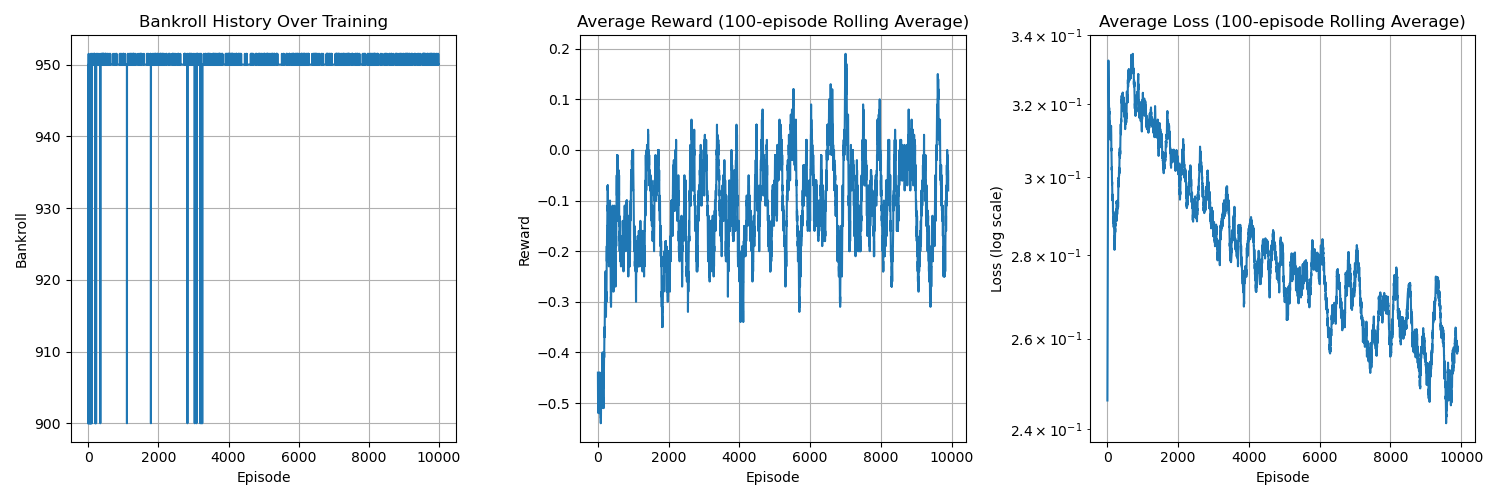 Bankroll History Over Training
Bankroll
950
940
930
920
910
900
0 2000 4000 6000 8000 10000
Episode
Average Reward (100-episode Rolling Average)
Reward
0.2
0.1
0.0
−0.1
−0.2
−0.3
−0.4
−0.5
0 2000 4000 6000 8000 10000
Episode
Average Loss (100-episode Rolling Average)
Loss (log scale)
3.4 × 10⁻¹
3.2 × 10⁻¹
3 × 10⁻¹
2.8 × 10⁻¹
2.6 × 10⁻¹
2.4 × 10⁻¹
0 2000 4000 6000 8000 10000
Episode